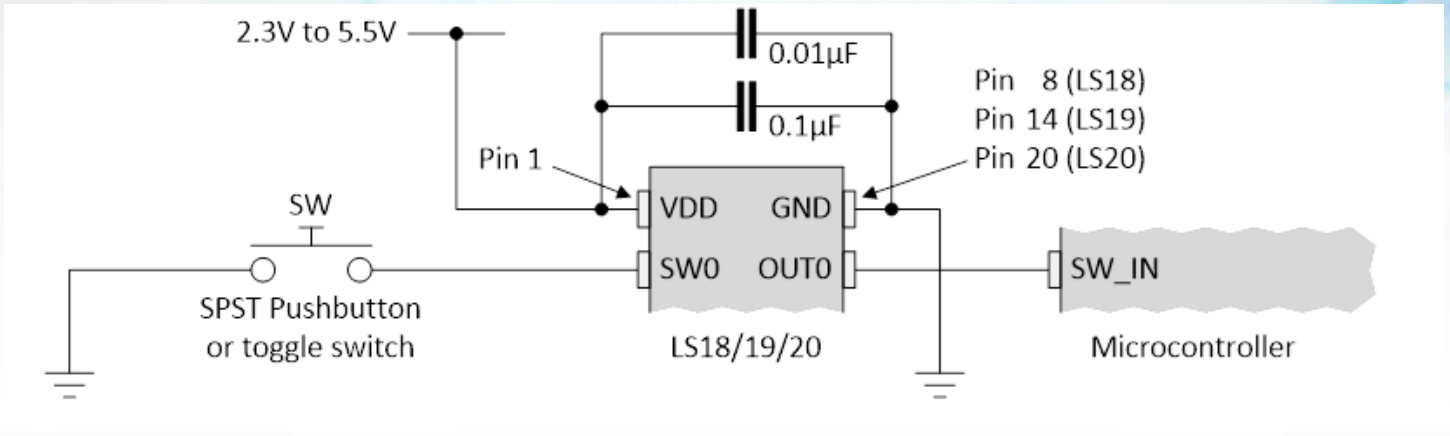 2.3V to 5.5V
0.01µF
0.1µF
Pin 8 (LS18)
Pin 14 (LS19)
Pin 20 (LS20)
Pin 1
VDD GND
SW
SW0 OUT0
SW_IN
SPST Pushbutton
or toggle switch
LS18/19/20
Microcontroller